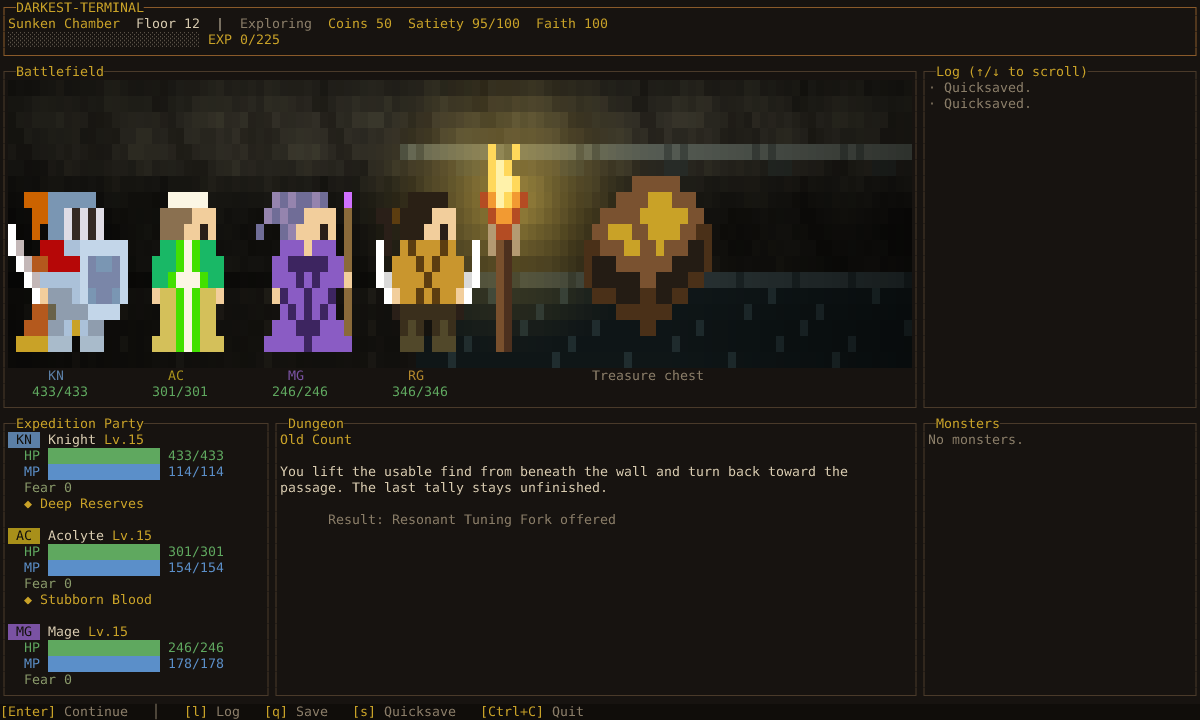 DARKEST-TERMINAL
Sunken Chamber  Floor 12  |  Exploring  Coins 50  Satiety 95/100  Faith 100
EXP 0/225
Battlefield
KN
AC
MG
RG
Treasure chest
433/433
301/301
246/246
346/346
Log (↑/↓ to scroll)
· Quicksaved.
· Quicksaved.
Expedition Party
KN Knight Lv.15
HP 433/433
MP 114/114
Fear 0
◆ Deep Reserves
AC Acolyte Lv.15
HP 301/301
MP 154/154
Fear 0
◆ Stubborn Blood
MG Mage Lv.15
HP 246/246
MP 178/178
Fear 0
Dungeon
Old Count
You lift the usable find from beneath the wall and turn back toward the
passage. The last tally stays unfinished.
Result: Resonant Tuning Fork offered
Monsters
No monsters.
[Enter] Continue  │  [l] Log  [q] Save  [s] Quicksave  [Ctrl+C] Quit